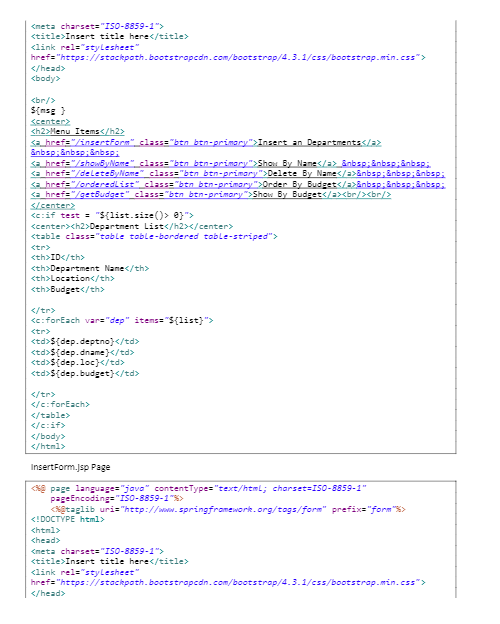 <meta charset="ISO-8859-1">
<title>Insert title here</title>
<link rel="stylesheet"
href="https://stackpath.bootstrapcdn.com/bootstrap/4.3.1/css/bootstrap.min.css">
</head>
<body>
<br/>
${msg }
<center>
<h2>Menu Items</h2>
<a href="/insertForm" class="btn btn-primary">Insert an Departments</a>
&nbsp;&nbsp;&nbsp;
<a href="/showByName" class="btn btn-primary">Show By Name</a> &nbsp;&nbsp;&nbsp;
<a href="/deleteByName" class="btn btn-primary">Delete By Name</a>&nbsp;&nbsp;&nbsp;
<a href="/orderedList" class="btn btn-primary">Order By Budget</a>&nbsp;&nbsp;&nbsp;
<a href="/getBudget" class="btn btn-primary">Show By Budget</a><br/><br/>
</center>
<c:if test = "${list.size()> 0}">
<center><h2>Department List</h2></center>
<table class="table table-bordered table-striped">
<tr>
<th>ID</th>
<th>Department Name</th>
<th>Location</th>
<th>Budget</th>
</tr>
<c:forEach var="dep" items="${list}">
<tr>
<td>${dep.deptno}</td>
<td>${dep.dname}</td>
<td>${dep.loc}</td>
<td>${dep.budget}</td>
</tr>
</c:forEach>
</table>
</c:if>
</body>
</html>
InsertForm.jsp Page
<%@ page language="java" contentType="text/html; charset=ISO-8859-1"
pageEncoding="ISO-8859-1"%>
<%@taglib uri="http://www.springframework.org/tags/form" prefix="form"%>
<!DOCTYPE html>
<html>
<head>
<meta charset="ISO-8859-1">
<title>Insert title here</title>
<link rel="stylesheet"
href="https://stackpath.bootstrapcdn.com/bootstrap/4.3.1/css/bootstrap.min.css">
</head>